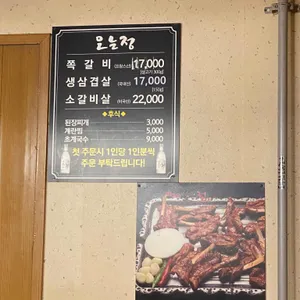 모늘정
쪽 갈 비 17,000
생삼겹살 17,000
소갈비살 22,000
◆후식◆
된장찌개 3,000
계란찜 5,000
초계국수 9,000
첫 주문시 1인당 1인분씩
주문 부탁드립니다!